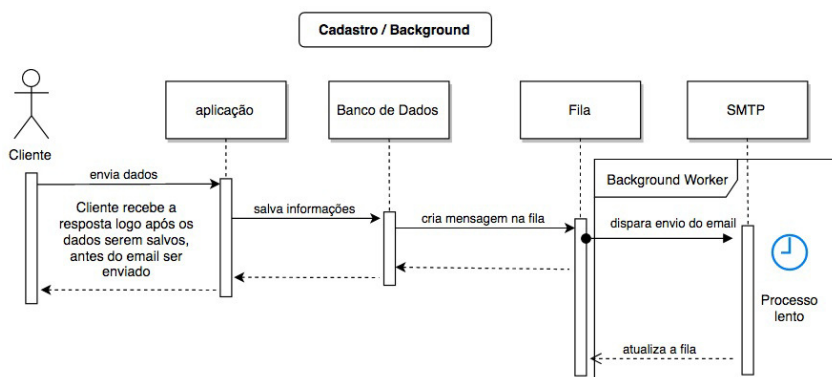 Cadastro / Background
aplicação
Banco de Dados
Fila
SMTP
Cliente
envia dados
Background Worker
Cliente recebe a
resposta logo após os
dados serem salvos,
antes do email ser
enviado
salva informações
cria mensagem na fila
dispara envio do email
Processo
lento
atualiza a fila